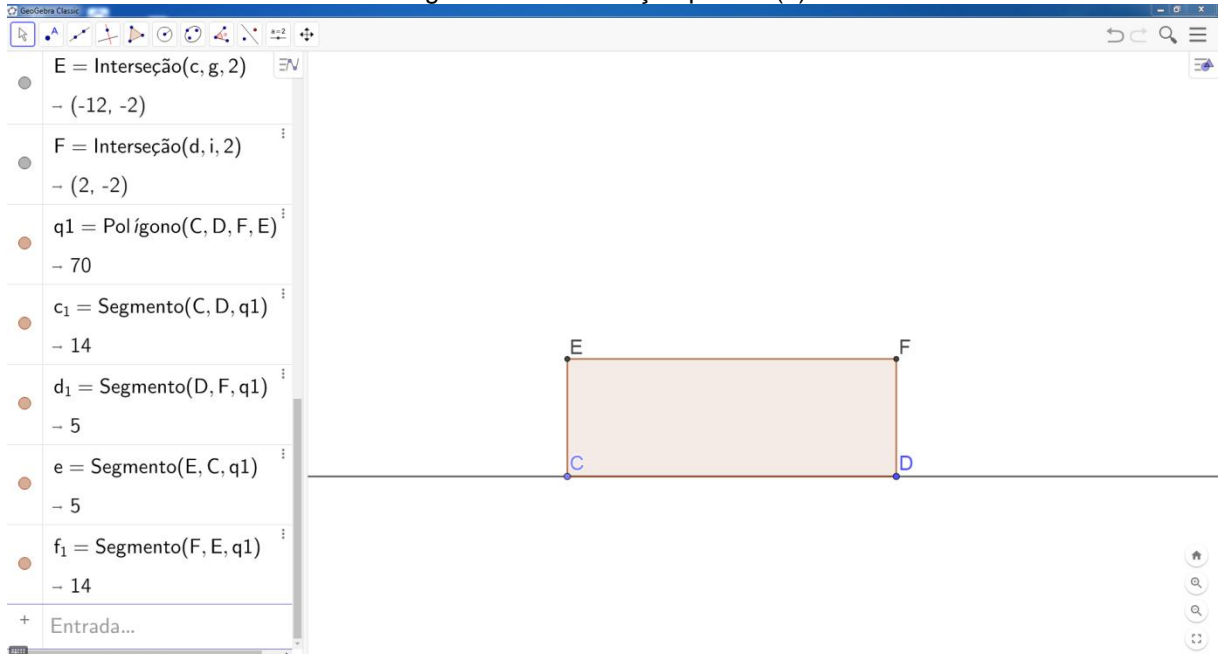 GeoGebra Classic
E = Interseção(c, g, 2)
→ (-12, -2)
F = Interseção(d, i, 2)
→ (2, -2)
q1 = Polígono(C, D, F, E)
→ 70
c₁ = Segmento(C, D, q1)
→ 14
d₁ = Segmento(D, F, q1)
→ 5
e = Segmento(E, C, q1)
→ 5
f₁ = Segmento(F, E, q1)
→ 14
Entrada...
E
F
C
D